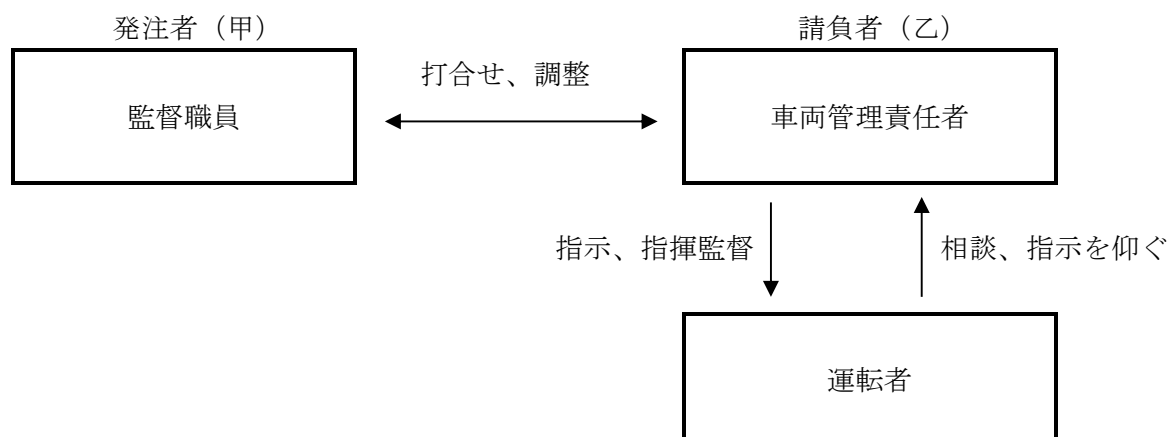 発注者（甲）
請負者（乙）
打合せ、調整
監督職員
車両管理責任者
指示、指揮監督
相談、指示を仰ぐ
運転者